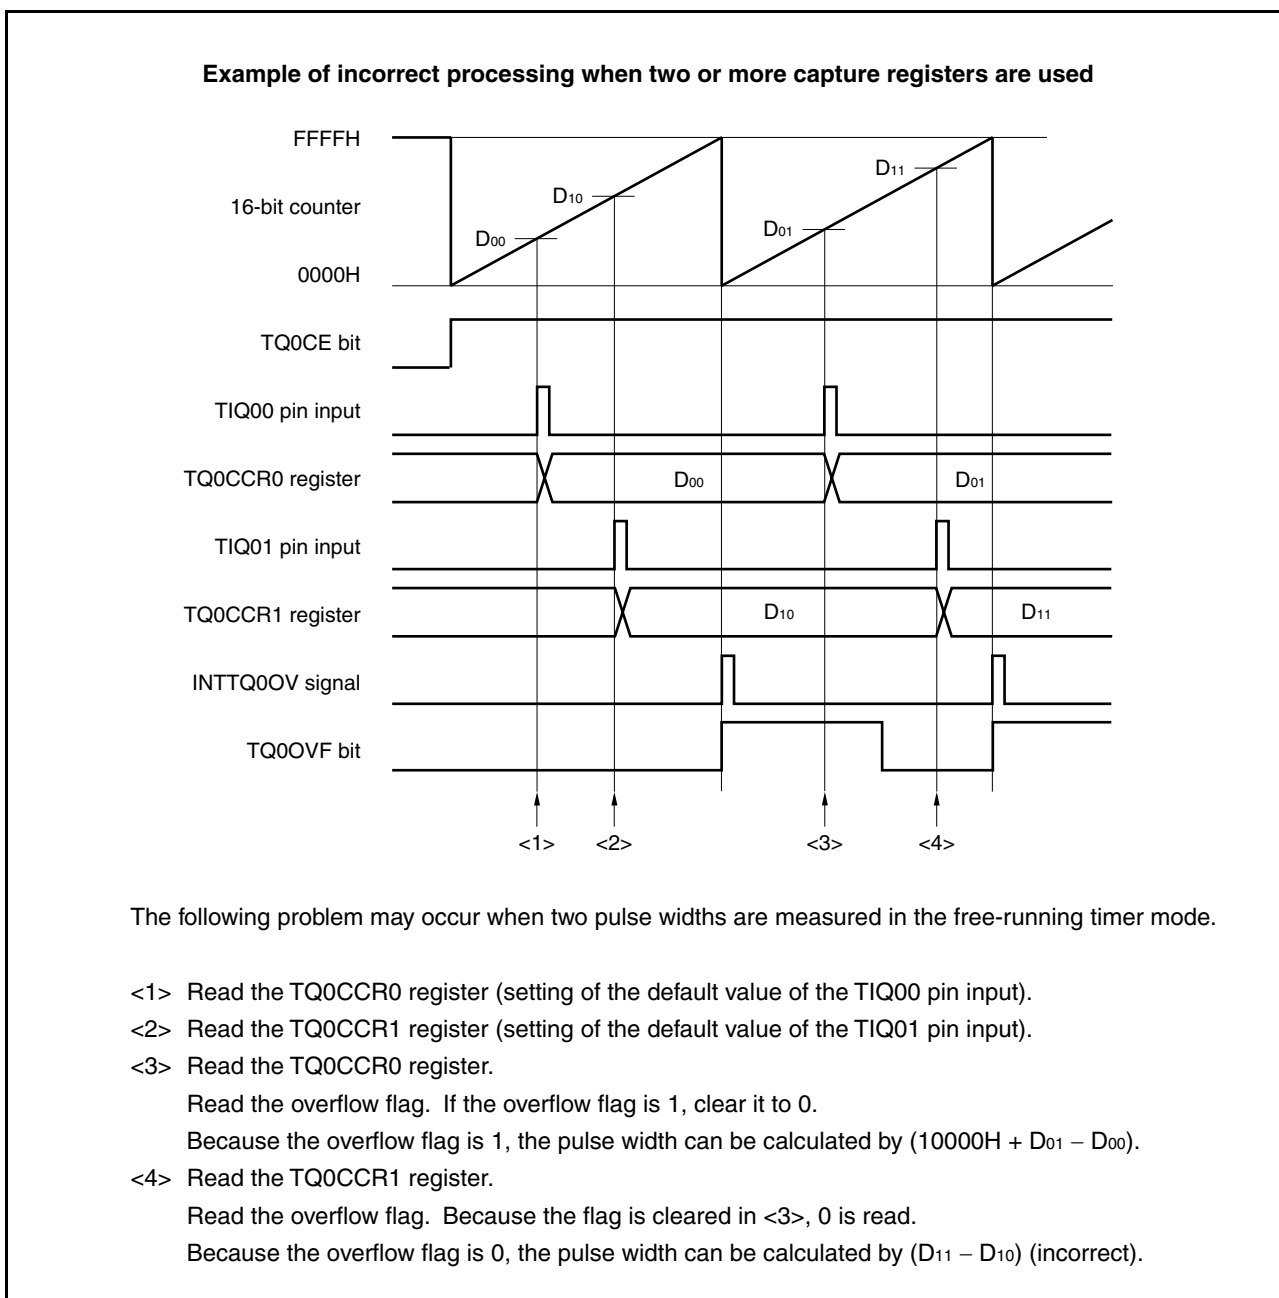 Example of incorrect processing when two or more capture registers are used
FFFFH
D11
D10
16-bit counter
D01
D00
0000H
TQ0CE bit
TIQ00 pin input
TQ0CCR0 register
D00
D01
TIQ01 pin input
TQ0CCR1 register
D10
D11
INTTQ0OV signal
TQ0OVF bit
<1> <2> <3> <4>
The following problem may occur when two pulse widths are measured in the free-running timer mode.
<1> Read the TQ0CCR0 register (setting of the default value of the TIQ00 pin input).
<2> Read the TQ0CCR1 register (setting of the default value of the TIQ01 pin input).
<3> Read the TQ0CCR0 register.
Read the overflow flag. If the overflow flag is 1, clear it to 0.
Because the overflow flag is 1, the pulse width can be calculated by (10000H + D01 − D00).
<4> Read the TQ0CCR1 register.
Read the overflow flag. Because the flag is cleared in <3>, 0 is read.
Because the overflow flag is 0, the pulse width can be calculated by (D11 − D10) (incorrect).